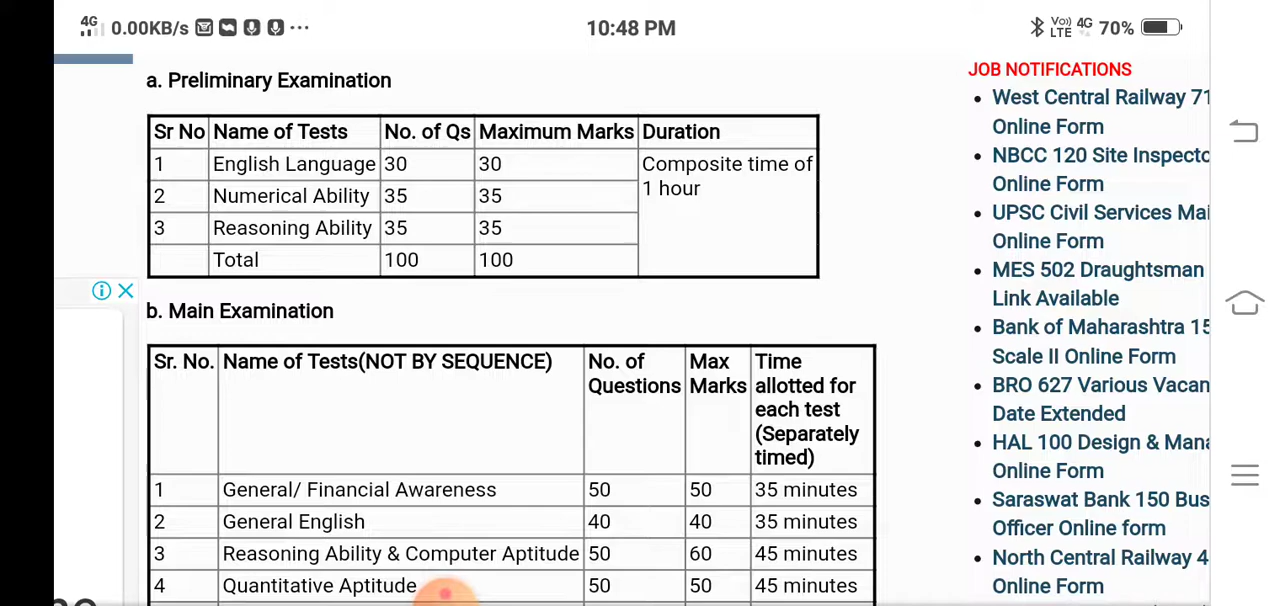 4G 0.00KB/s 10:48 PM Vo)) LTE 4G 70%
a. Preliminary Examination
Sr No Name of Tests No. of Qs Maximum Marks Duration
1 English Language 30 30 Composite time of
1 hour
2 Numerical Ability 35 35
3 Reasoning Ability 35 35
Total 100 100
b. Main Examination
Sr. No. Name of Tests(NOT BY SEQUENCE) No. of Questions Max Marks Time
allotted for
each test
(Separately
timed)
1 General/ Financial Awareness 50 50 35 minutes
2 General English 40 40 35 minutes
3 Reasoning Ability & Computer Aptitude 50 60 45 minutes
4 Quantitative Aptitude 50 50 45 minutes
JOB NOTIFICATIONS
West Central Railway 71
Online Form
NBCC 120 Site Inspecto
Online Form
UPSC Civil Services Mai
Online Form
MES 502 Draughtsman
Link Available
Bank of Maharashtra 15
Scale II Online Form
BRO 627 Various Vacan
Date Extended
HAL 100 Design & Mana
Online Form
Saraswat Bank 150 Bus
Officer Online form
North Central Railway 4
Online Form